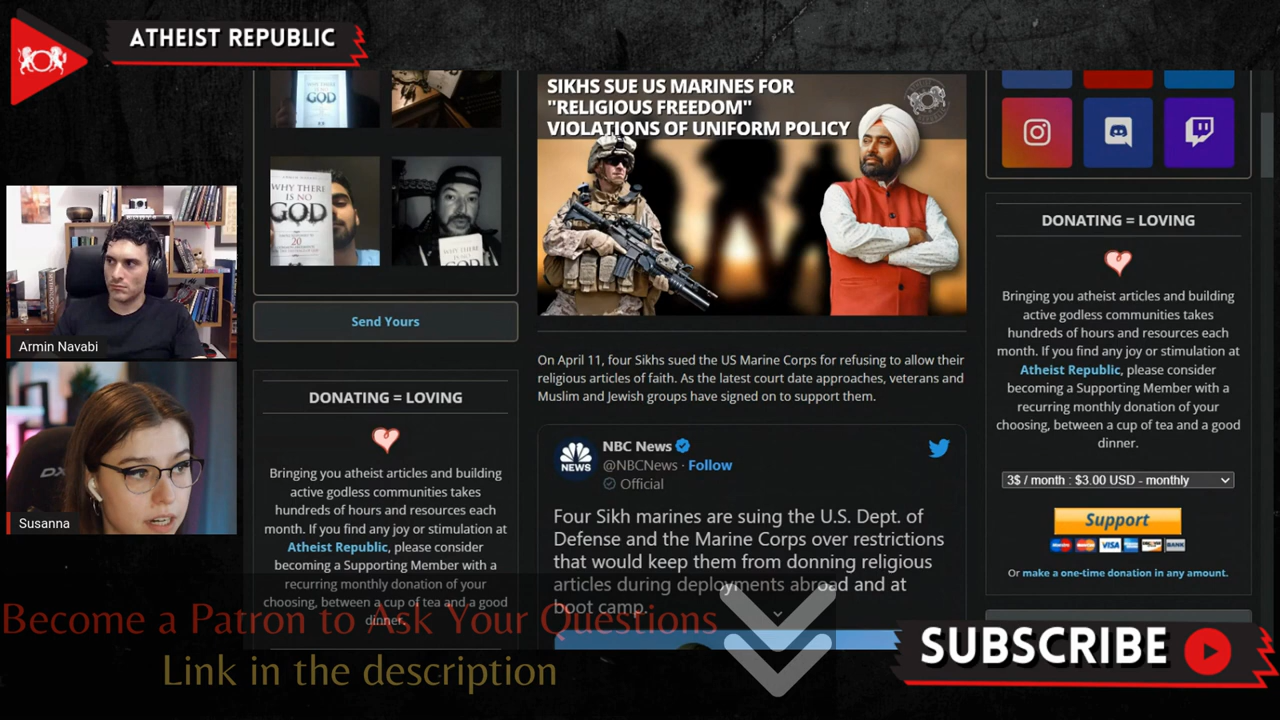 ATHEIST REPUBLIC
GOD
WHY THERE
IS NO
GOD
20
WHY THERE
Send Yours
DONATING = LOVING
Bringing you atheist articles and building
active godless communities takes
hundreds of hours and resources each
month. If you find any joy or stimulation at
Atheist Republic, please consider
becoming a Supporting Member with a
recurring monthly donation of your
choosing, between a cup of tea and a good
dinner.
Armin Navabi
Susanna
SIKHS SUE US MARINES FOR
"RELIGIOUS FREEDOM"
VIOLATIONS OF UNIFORM POLICY
On April 11, four Sikhs sued the US Marine Corps for refusing to allow their
religious articles of faith. As the latest court date approaches, veterans and
Muslim and Jewish groups have signed on to support them.
NBC
NEWS
NBC News
@NBCNews · Follow
Official
Four Sikh marines are suing the U.S. Dept. of
Defense and the Marine Corps over restrictions
that would keep them from donning religious
articles during deployments abroad and at
boot camp.
DONATING = LOVING
Bringing you atheist articles and building
active godless communities takes
hundreds of hours and resources each
month. If you find any joy or stimulation at
Atheist Republic, please consider
becoming a Supporting Member with a
recurring monthly donation of your
choosing, between a cup of tea and a good
dinner.
3$ / month : $3.00 USD - monthly
Support
VISA
BANK
Or make a one-time donation in any amount.
Become a Patron to Ask Your Questions
Link in the description
SUBSCRIBE